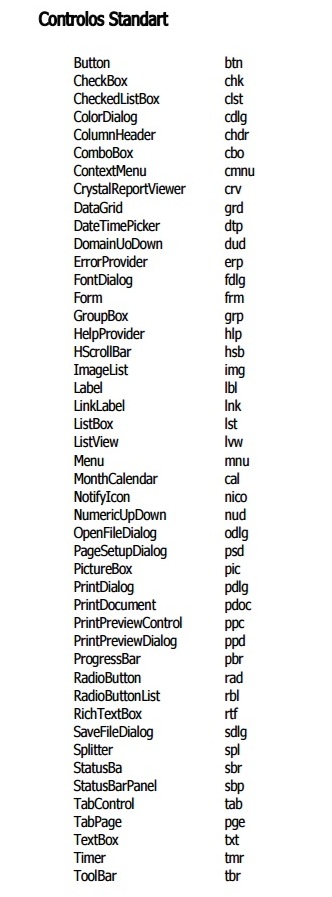 Controlos Standart
Button btn
CheckBox chk
CheckedListBox clst
ColorDialog cdlg
ColumnHeader chdr
ComboBox cbo
ContextMenu cmnu
CrystalReportViewer crv
DataGrid grd
DateTimePicker dtp
DomainUoDown dud
ErrorProvider erp
FontDialog fdlg
Form frm
GroupBox grp
HelpProvider hlp
HScrollBar hsb
ImageList img
Label lbl
LinkLabel lnk
ListBox lst
ListView lvw
Menu mnu
MonthCalendar cal
NotifyIcon nico
NumericUpDown nud
OpenFileDialog odlg
PageSetupDialog psd
PictureBox pic
PrintDialog pdlg
PrintDocument pdoc
PrintPreviewControl ppc
PrintPreviewDialog ppd
ProgressBar pbr
RadioButton rad
RadioButtonList rbl
RichTextBox rtf
SaveFileDialog sdlg
Splitter spl
StatusBa sbr
StatusBarPanel sbp
TabControl tab
TabPage pge
TextBox txt
Timer tmr
ToolBar tbr